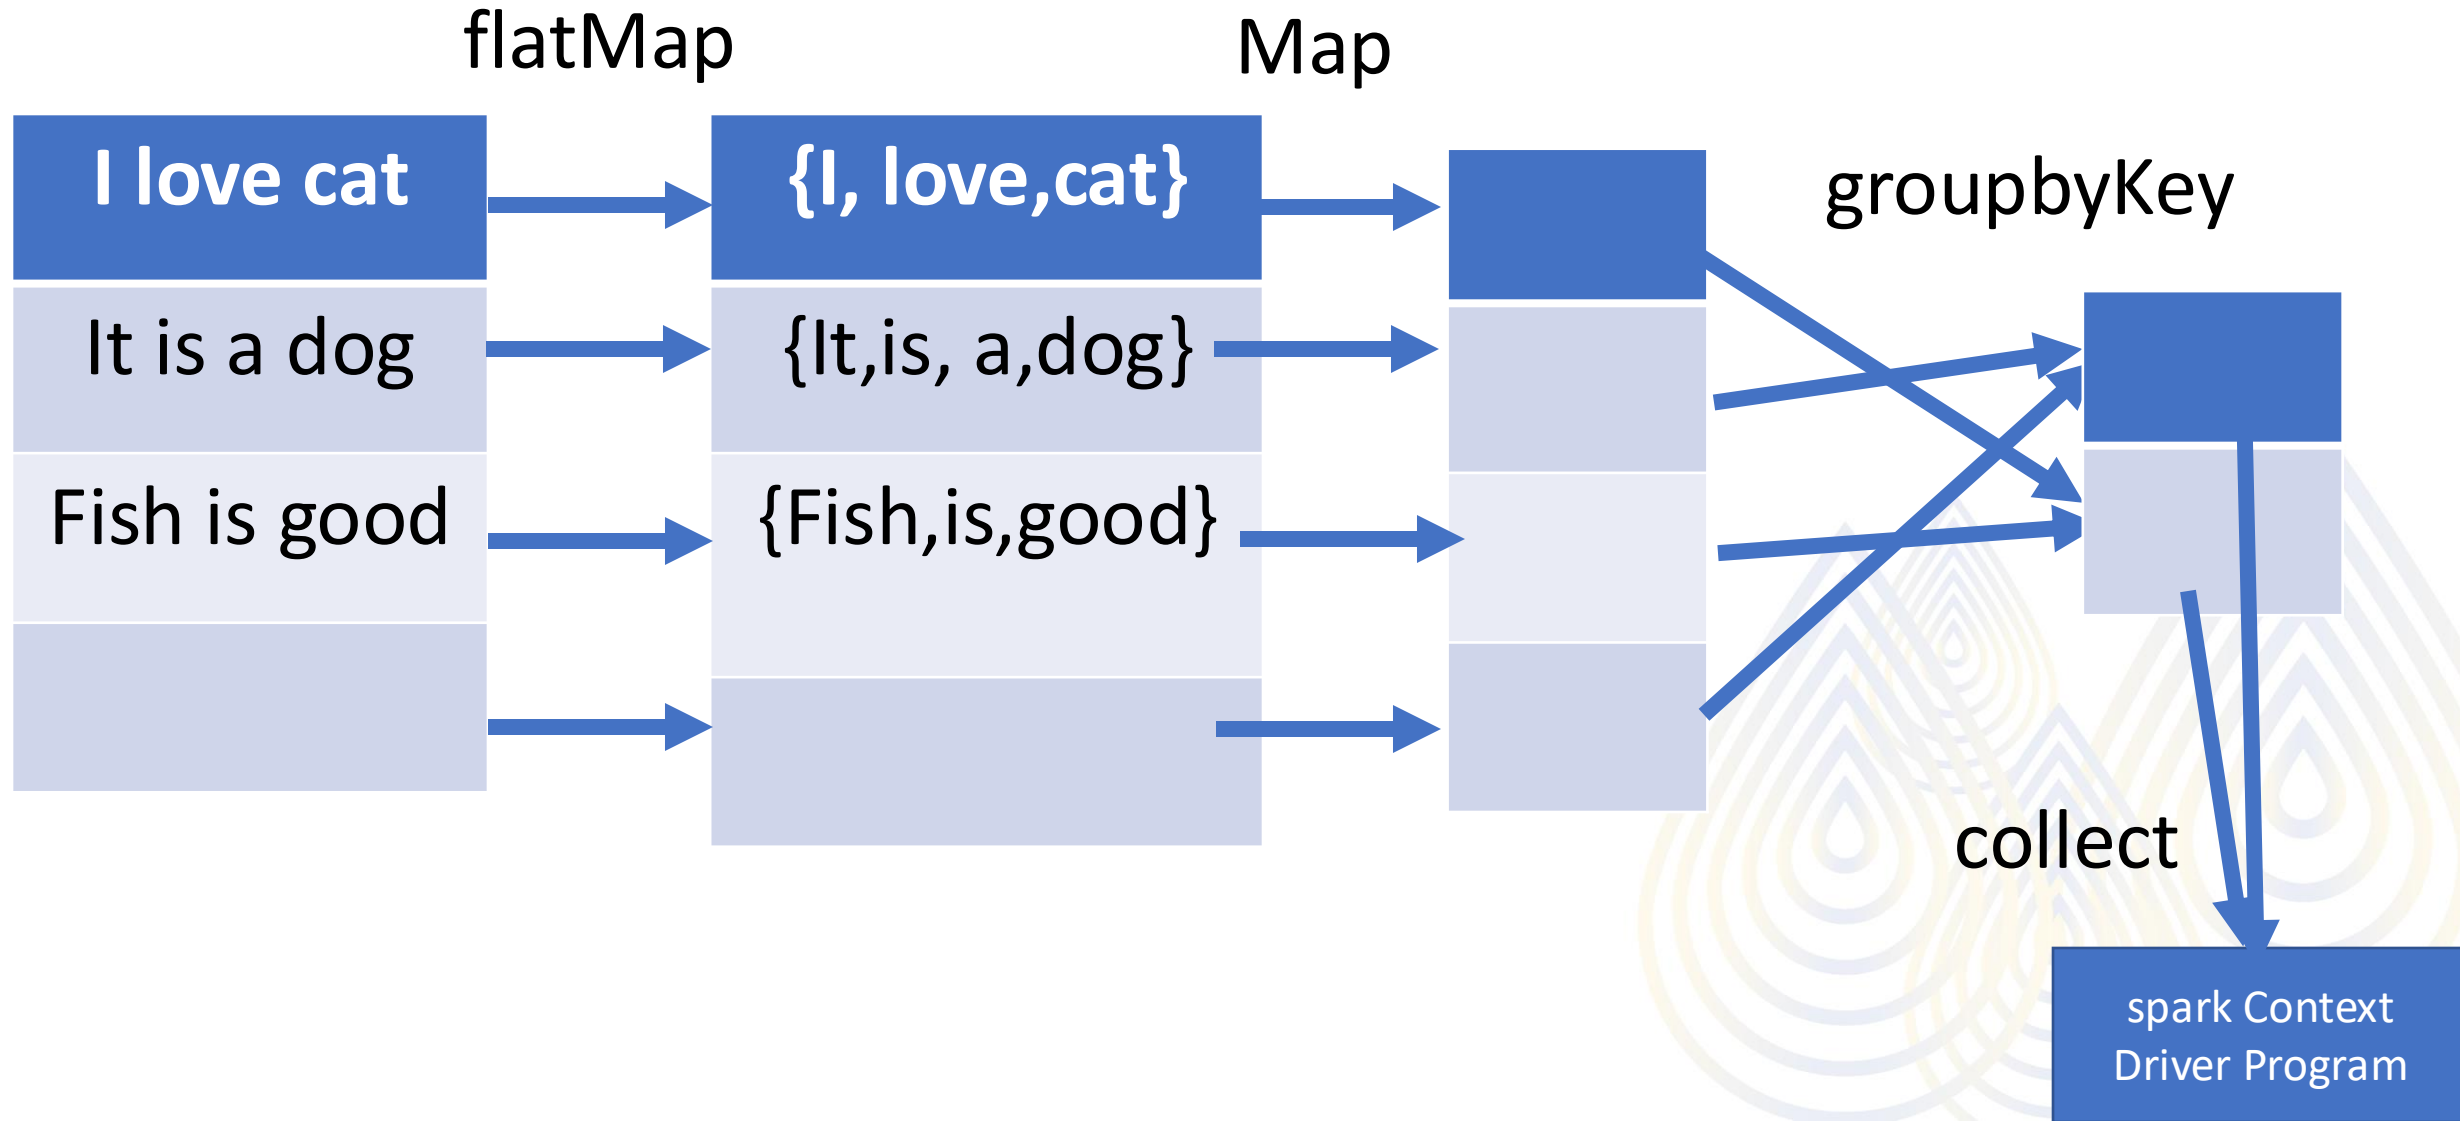 flatMap
Map
I love cat
{I, love,cat}
groupbyKey
It is a dog
{It,is, a,dog}
Fish is good
{Fish,is,good}
collect
spark Context
Driver Program